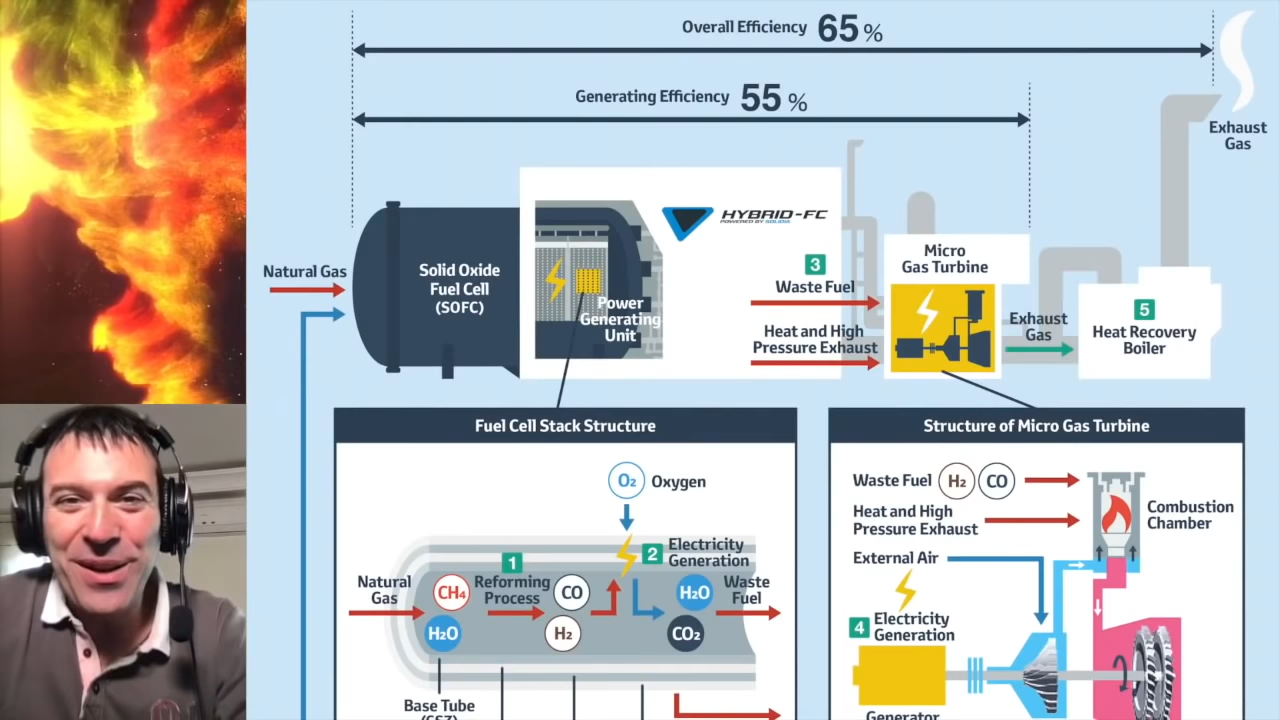 Overall Efficiency 65 %
Generating Efficiency 55 %
Exhaust
Gas
HYBRID-FC
Natural Gas
Solid Oxide
Fuel Cell
(SOFC)
Power
Generating
Unit
3
Waste Fuel
Heat and High
Pressure Exhaust
Micro
Gas Turbine
Exhaust
Gas
5
Heat Recovery
Boiler
Fuel Cell Stack Structure
O₂ Oxygen
2 Electricity
Generation
1
Reforming
Process
Natural
Gas
CH₄
H₂O
CO
H₂
H₂O
CO₂
Waste
Fuel
Base Tube
Structure of Micro Gas Turbine
Waste Fuel H₂ CO
Heat and High
Pressure Exhaust
Combustion
Chamber
External Air
4 Electricity
Generation
Generator